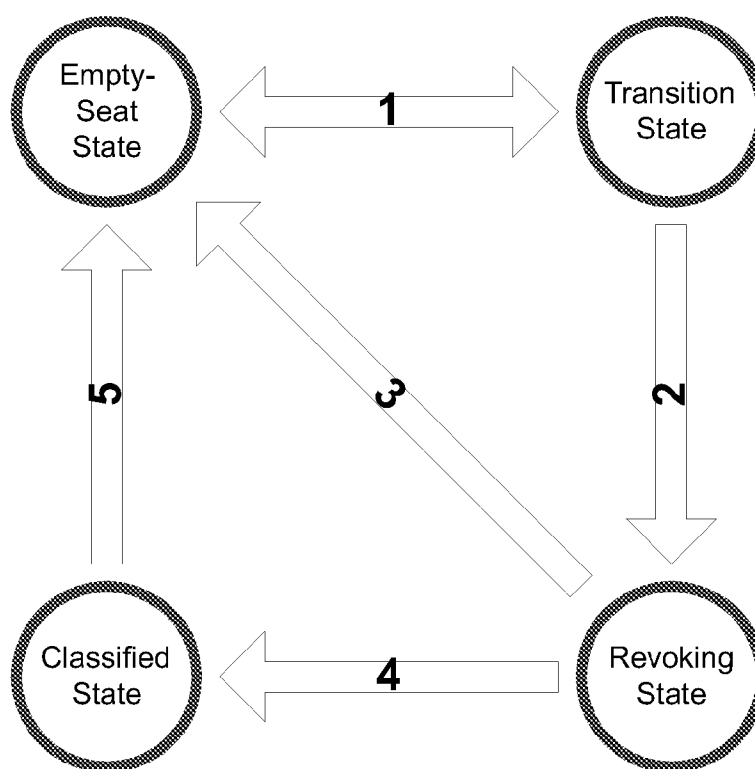 Empty-
Seat
State
1
Transition
State
5
3
2
Classified
State
4
Revoking
State